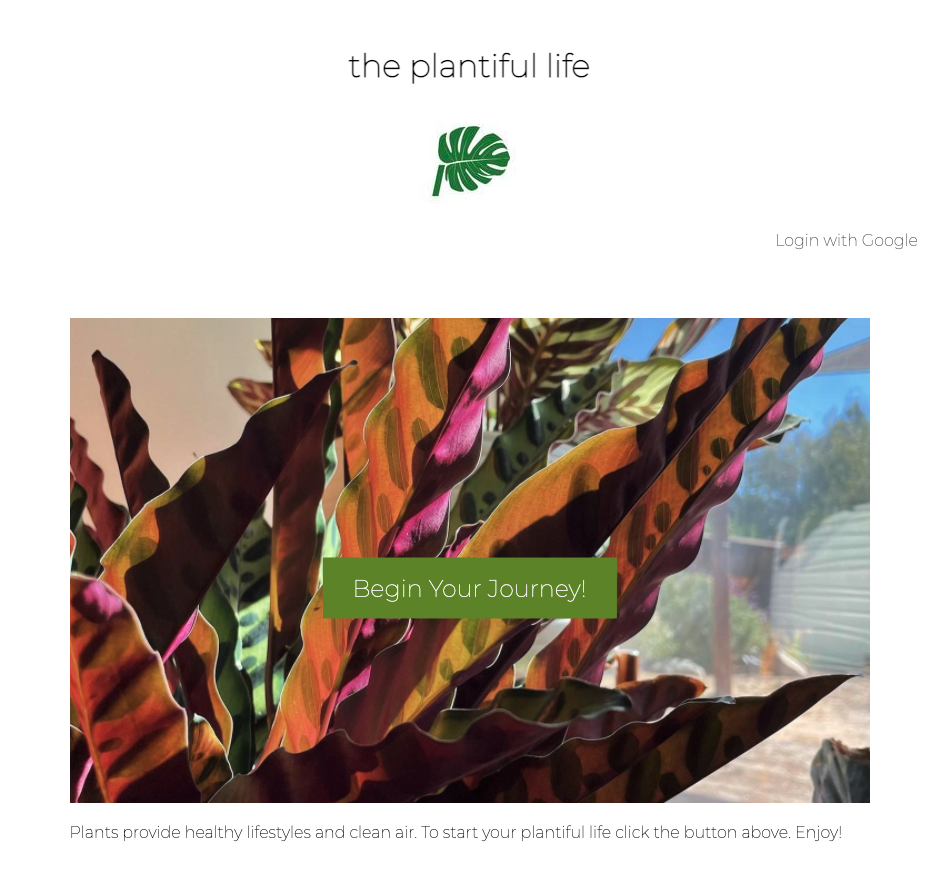 the plantiful life
Login with Google
Begin Your Journey!
Plants provide healthy lifestyles and clean air. To start your plantiful life click the button above. Enjoy!